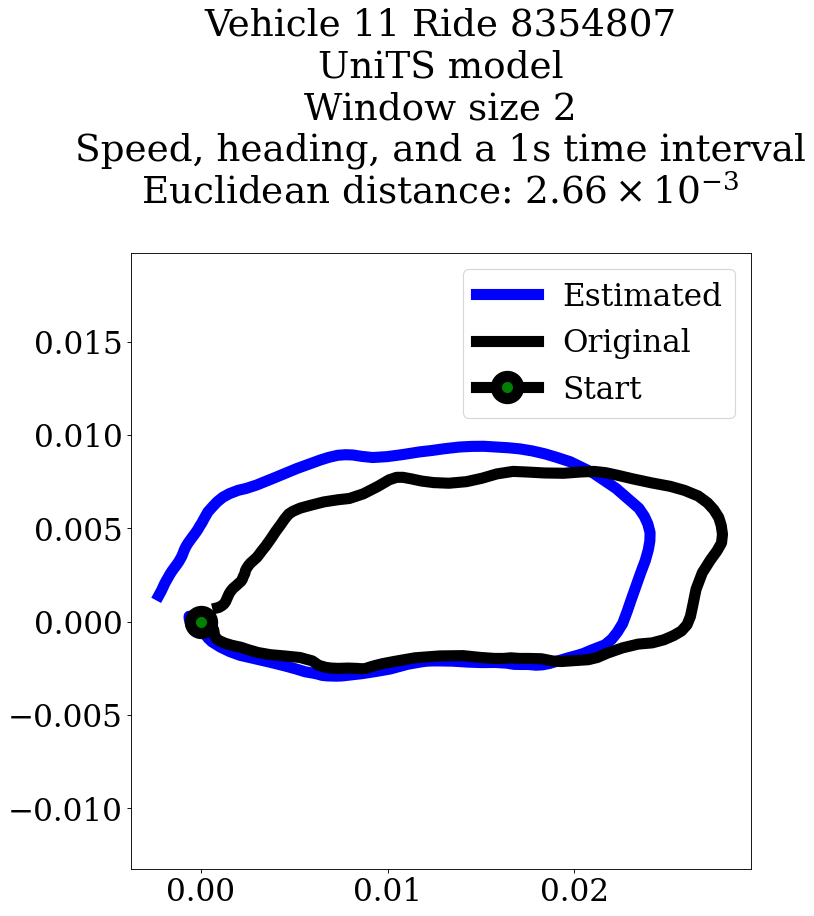 Vehicle 11 Ride 8354807
UniTS model
Window size 2
Speed, heading, and a 1s time interval
Euclidean distance: 2.66 × 10⁻³
Estimated
Original
Start
0.015
0.010
0.005
0.000
−0.005
−0.010
0.00 0.01 0.02